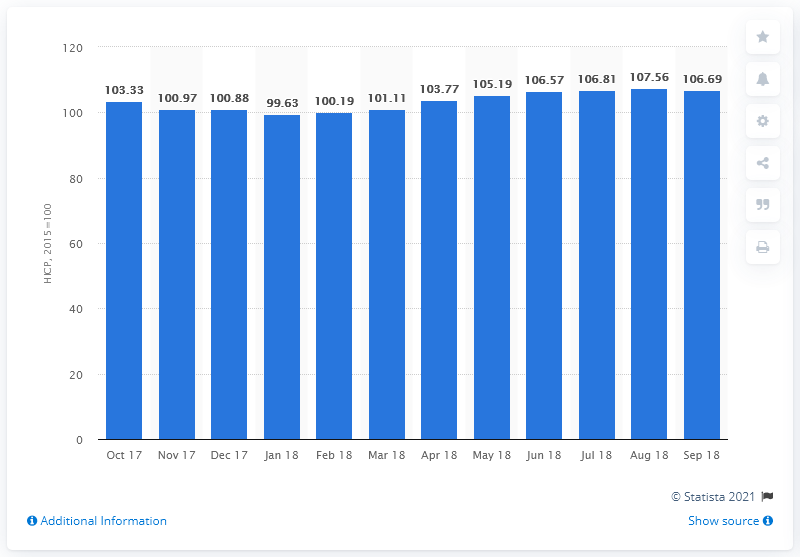 120
100
80
60
40
20
0
HICP, 2015=100
103.33
100.97
100.88
99.63
100.19
101.11
103.77
105.19
106.57
106.81
107.56
106.69
Oct 17
Nov 17
Dec 17
Jan 18
Feb 18
Mar 18
Apr 18
May 18
Jun 18
Jul 18
Aug 18
Sep 18
© Statista 2021
Additional Information
Show source